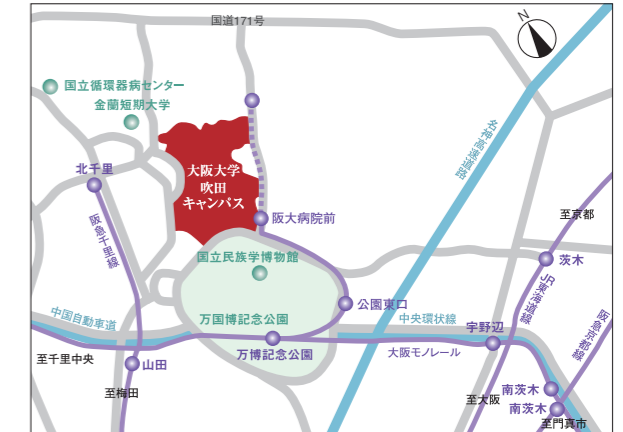 国道171号
N
国立循環器病センター
金蘭短期大学
名神高速道路
北千里
大阪大学
吹田
キャンパス
阪急千里線
阪大病院前
至京都
国立民族学博物館
茨木
JR東海道線
公園東口
中国自動車道
万国博記念公園
中央環状線
宇野辺
阪急京都線
至千里中央
万博記念公園
大阪モノレール
山田
至梅田
南茨木
至大阪
南茨木
至門真市